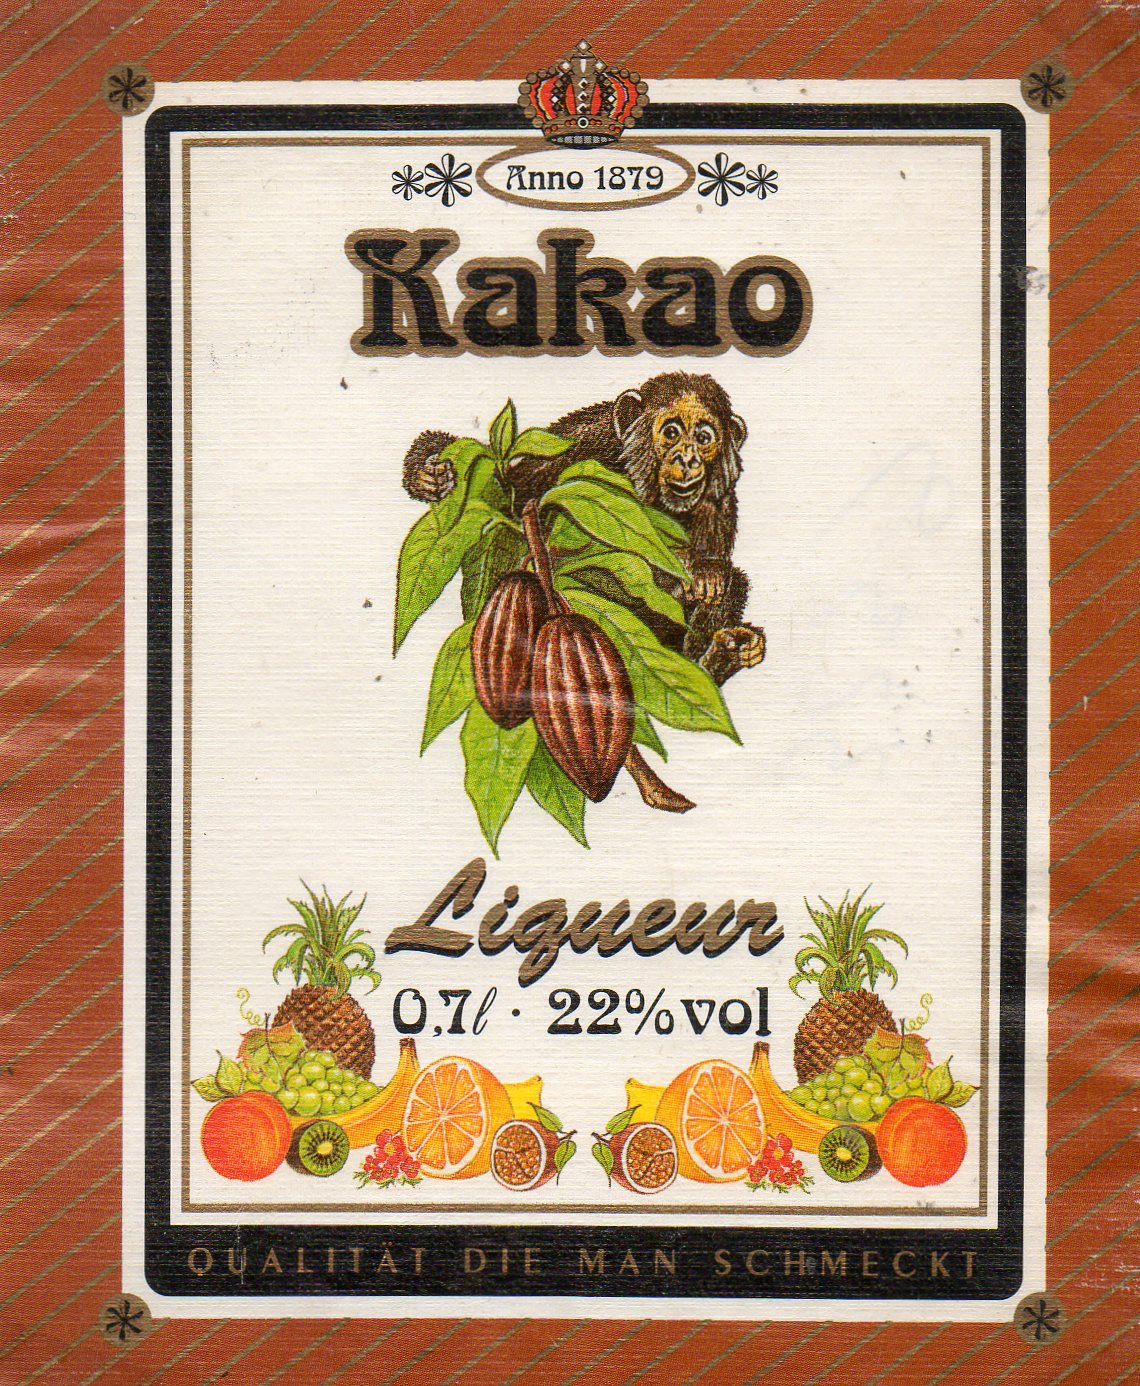 Anno 1879
Kakao
Liqueur
0,7l · 22% vol
QUALITÄT DIE MAN SCHMECKT